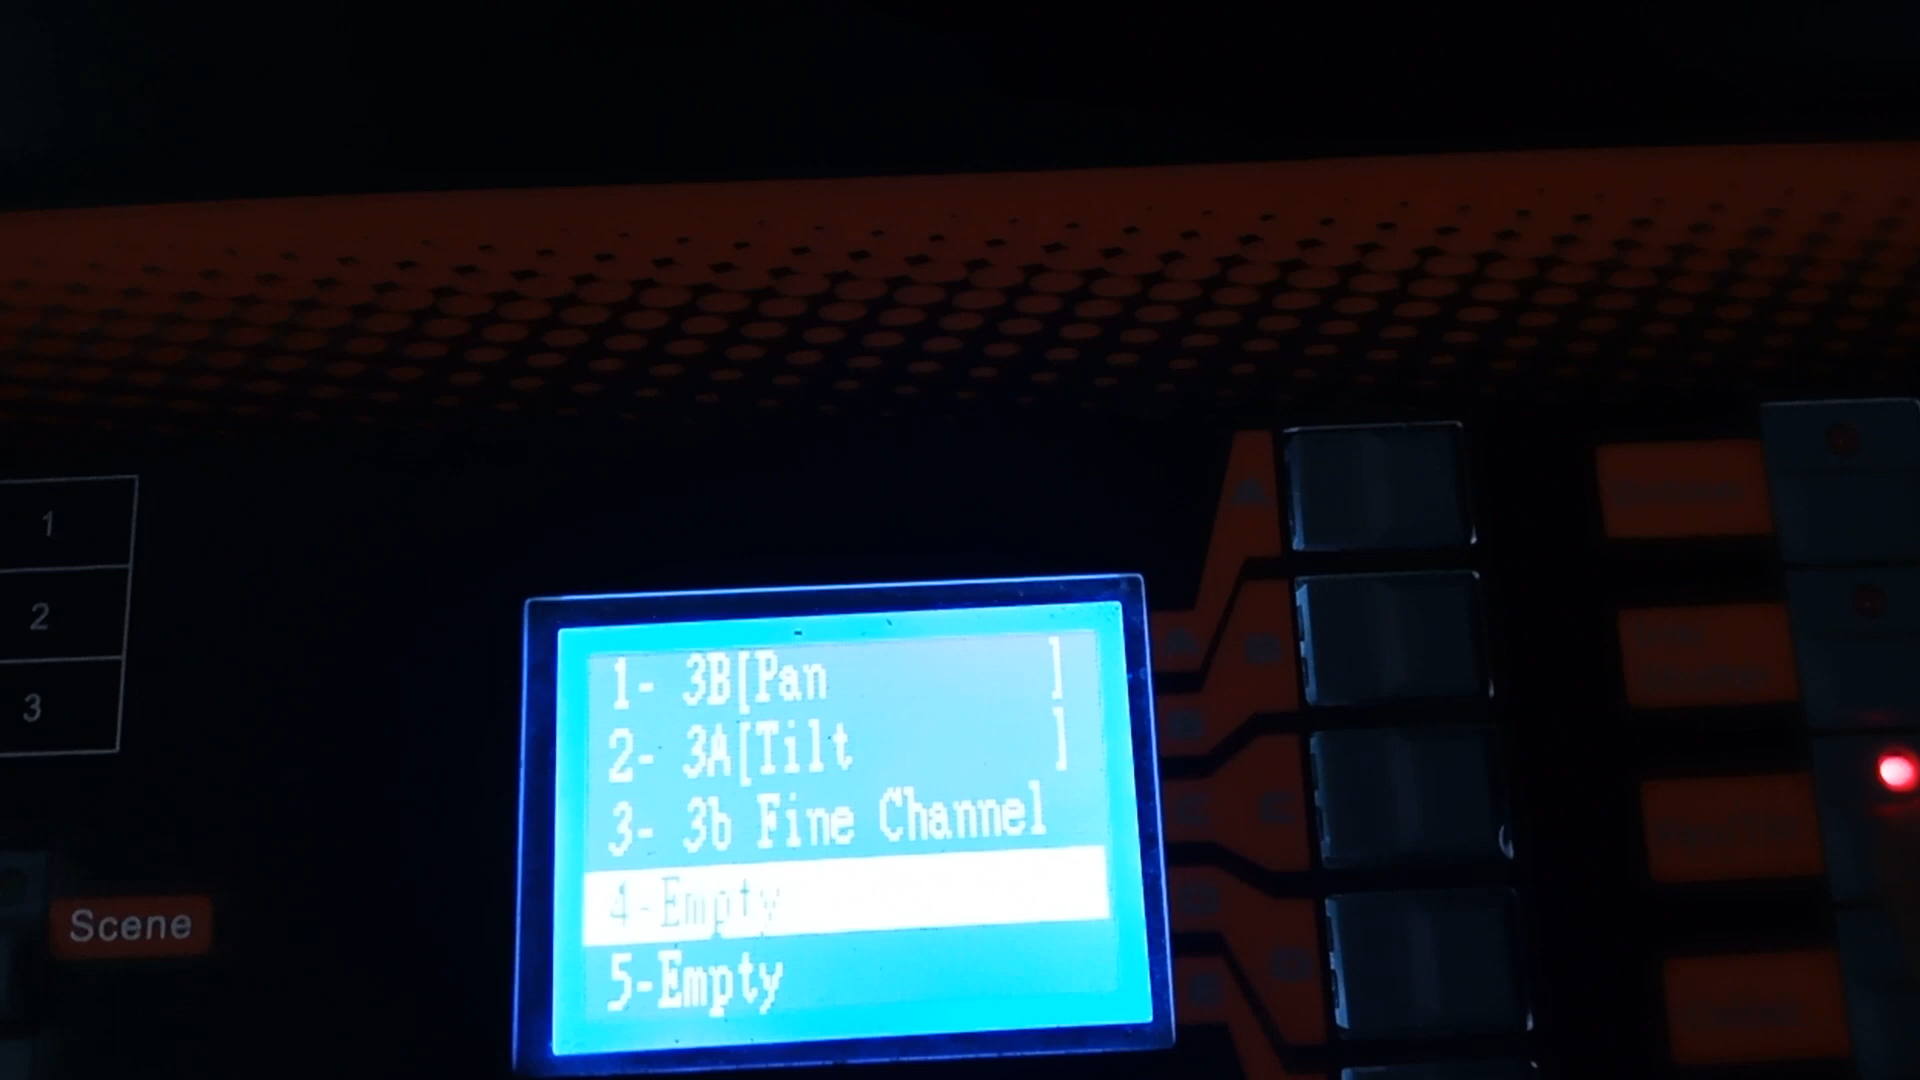 1
2
3
Scene
1- 3B[Pan ]
2- 3A[Tilt ]
3- 3b Fine Channel
4-Empty
5-Empty
A
A
B
B
C
C
D
D
E